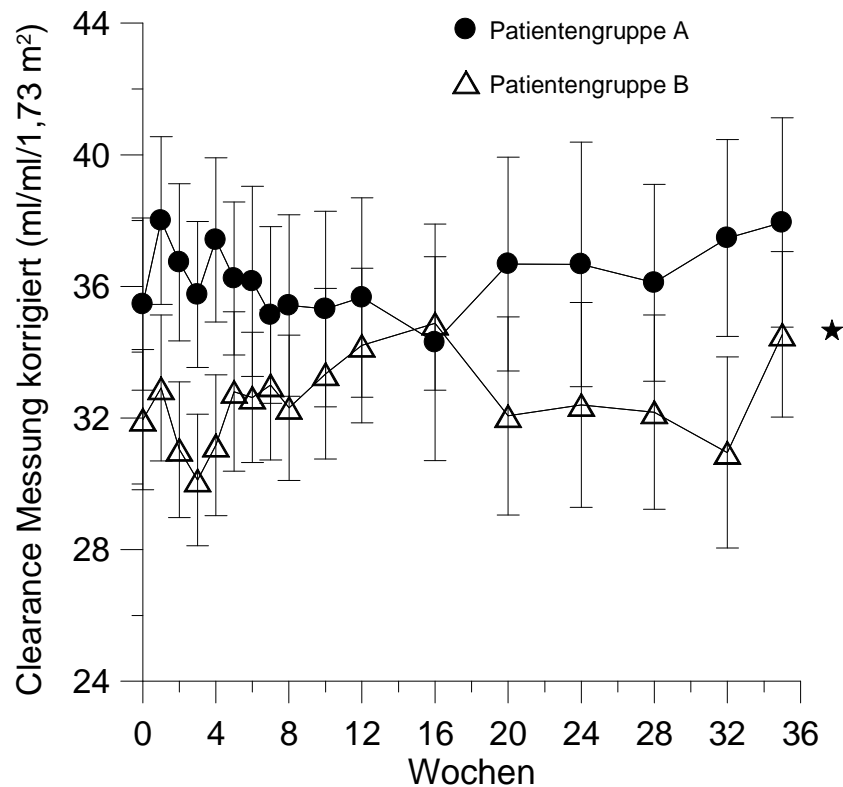 Clearance Messung korrigiert (ml/ml/1,73 m²)
44
40
36
32
28
24
Patientengruppe A
Patientengruppe B
0 4 8 12 16 20 24 28 32 36
Wochen